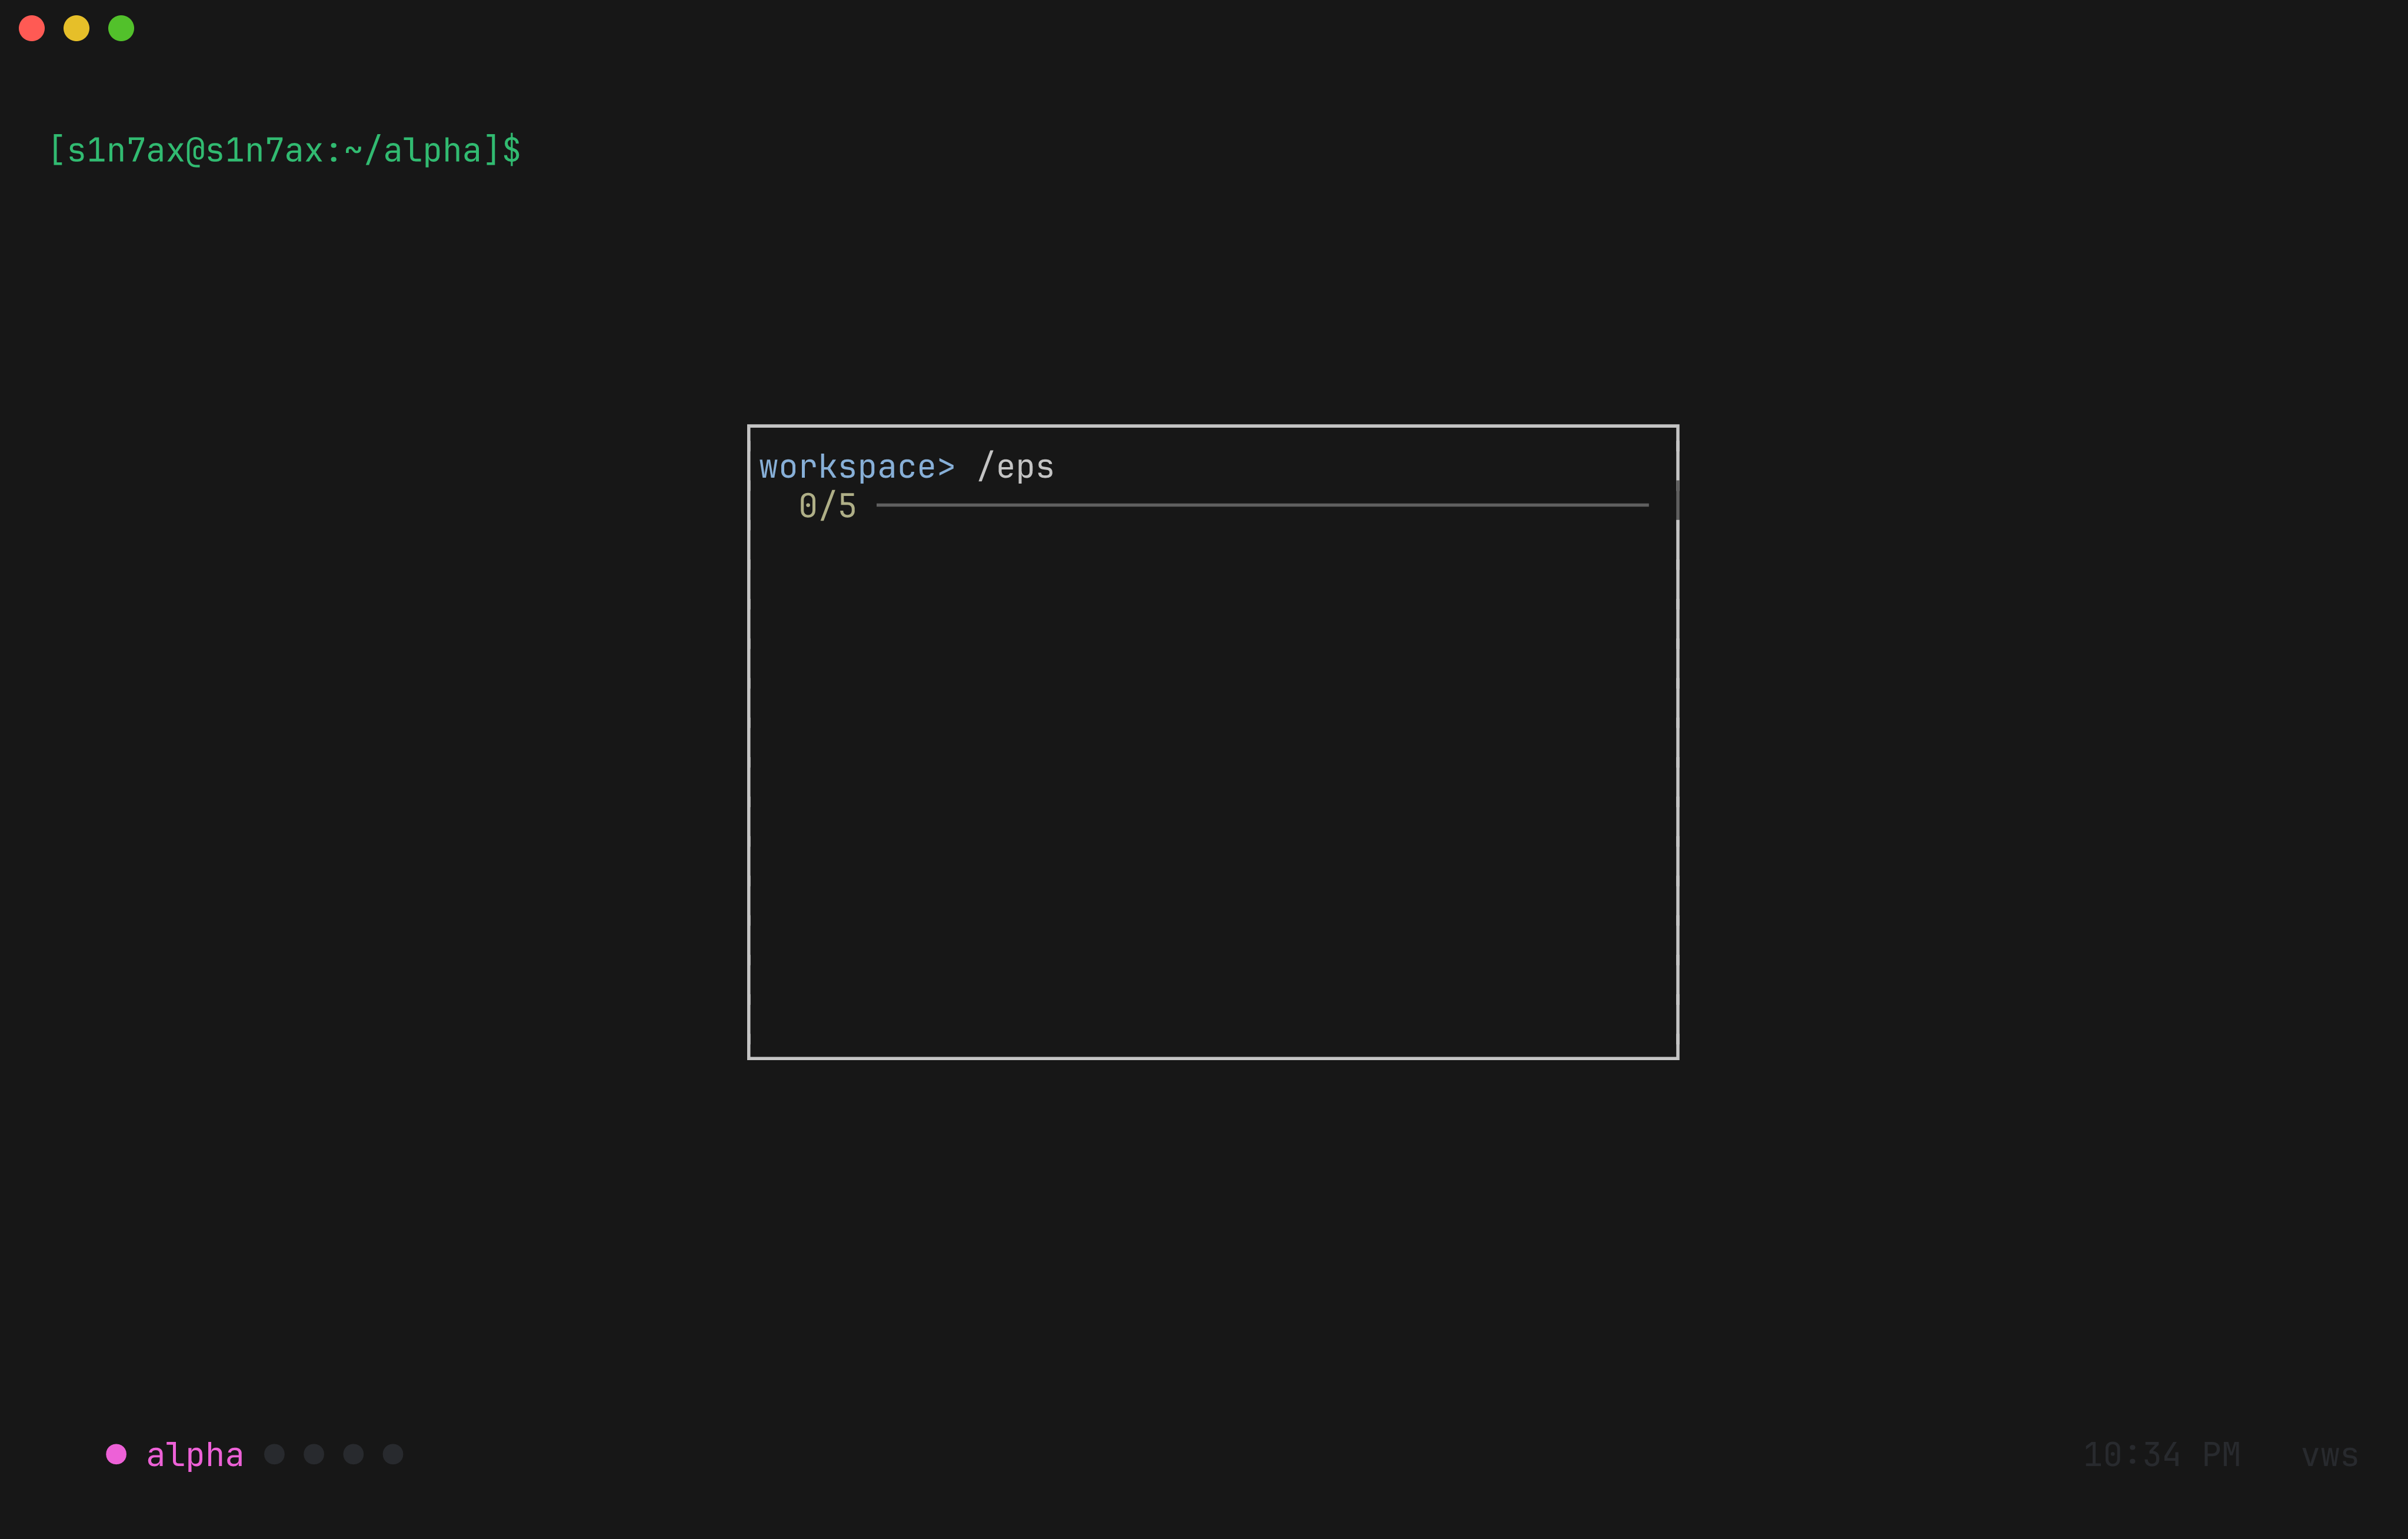 [s1n7ax@s1n7ax:~/alpha]$
workspace> /eps
0/5
alpha
10:34 PM vws